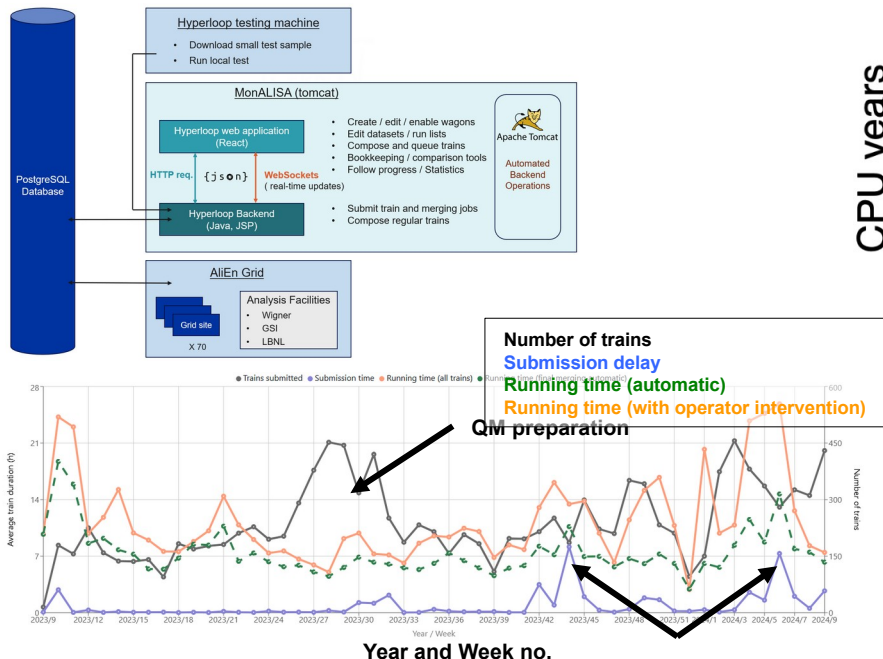 Hyperloop testing machine
• Download small test sample
• Run local test
MonALISA (tomcat)
Hyperloop web application
(React)
HTTP req.
{json}
WebSockets
( real-time updates)
Hyperloop Backend
(Java, JSP)
• Create / edit / enable wagons
• Edit datasets / run lists
• Compose and queue trains
• Bookkeeping / comparison tools
• Follow progress / Statistics
• Submit train and merging jobs
• Compose regular trains
Apache Tomcat
Automated
Backend
Operations
PostgreSQL
Database
AliEn Grid
Grid site
X 70
Analysis Facilities
• Wigner
• GSI
• LBNL
CPU years
Number of trains
Submission delay
Running time (automatic)
Running time (with operator intervention)
QM preparation
Trains submitted Submission time Running time (all trains) Running time (final merging automatic)
Average train duration (h)
28
21
14
7
0
600
450
300
150
0
Number of trains
2023/9 2023/12 2023/15 2023/18 2023/21 2023/24 2023/27 2023/30 2023/33 2023/36 2023/39 2023/42 2023/45 2023/48 2023/51 2024/1 2024/3 2024/5 2024/7 2024/9
Year / Week
Year and Week no.